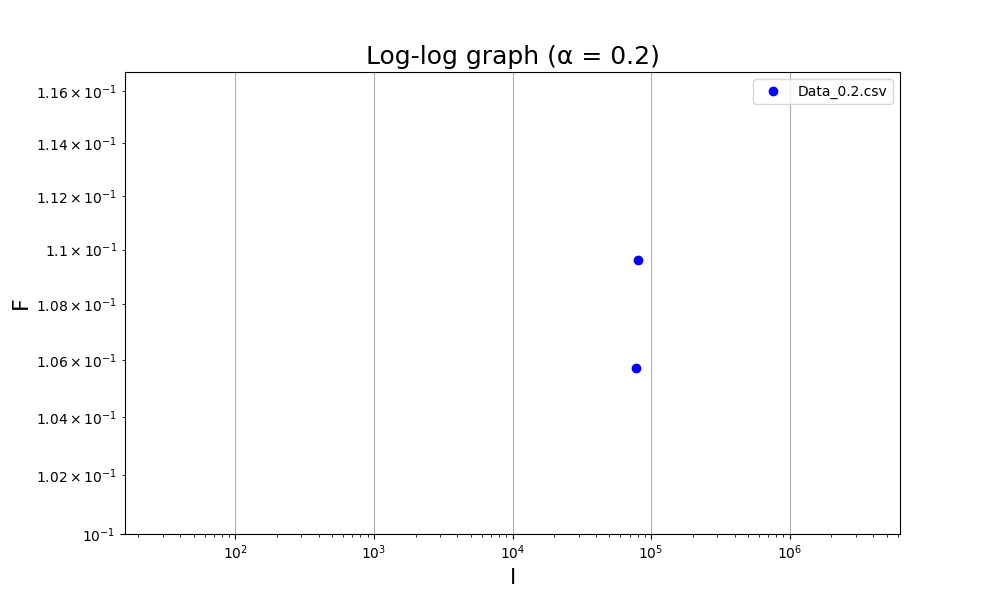 Log-log graph (α = 0.2)
Data_0.2.csv
1.16 × 10⁻¹
1.14 × 10⁻¹
1.12 × 10⁻¹
1.1 × 10⁻¹
1.08 × 10⁻¹
1.06 × 10⁻¹
1.04 × 10⁻¹
1.02 × 10⁻¹
10⁻¹
F
10² 10³ 10⁴ 10⁵ 10⁶
I